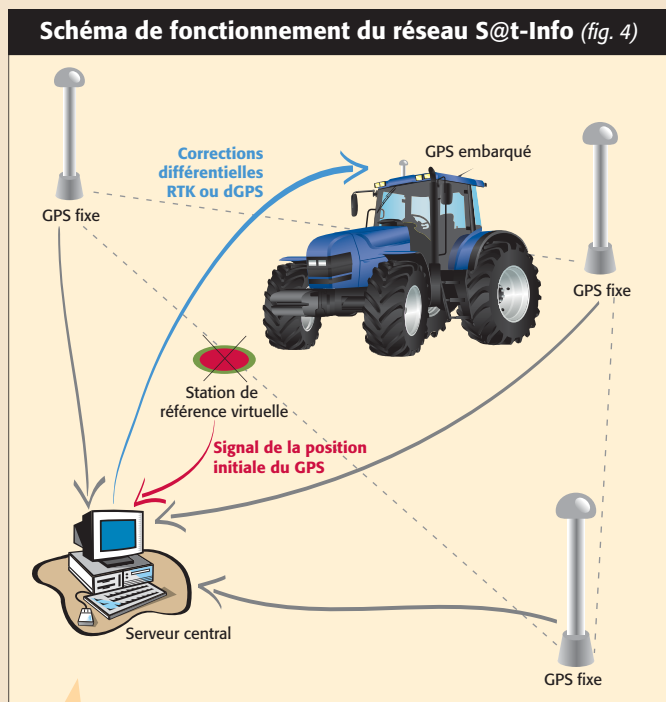 Schéma de fonctionnement du réseau S@t-Info (fig. 4)
Corrections
différentielles
RTK ou dGPS
GPS embarqué
GPS fixe
GPS fixe
Station de
référence virtuelle
Signal de la position
initiale du GPS
Serveur central
GPS fixe